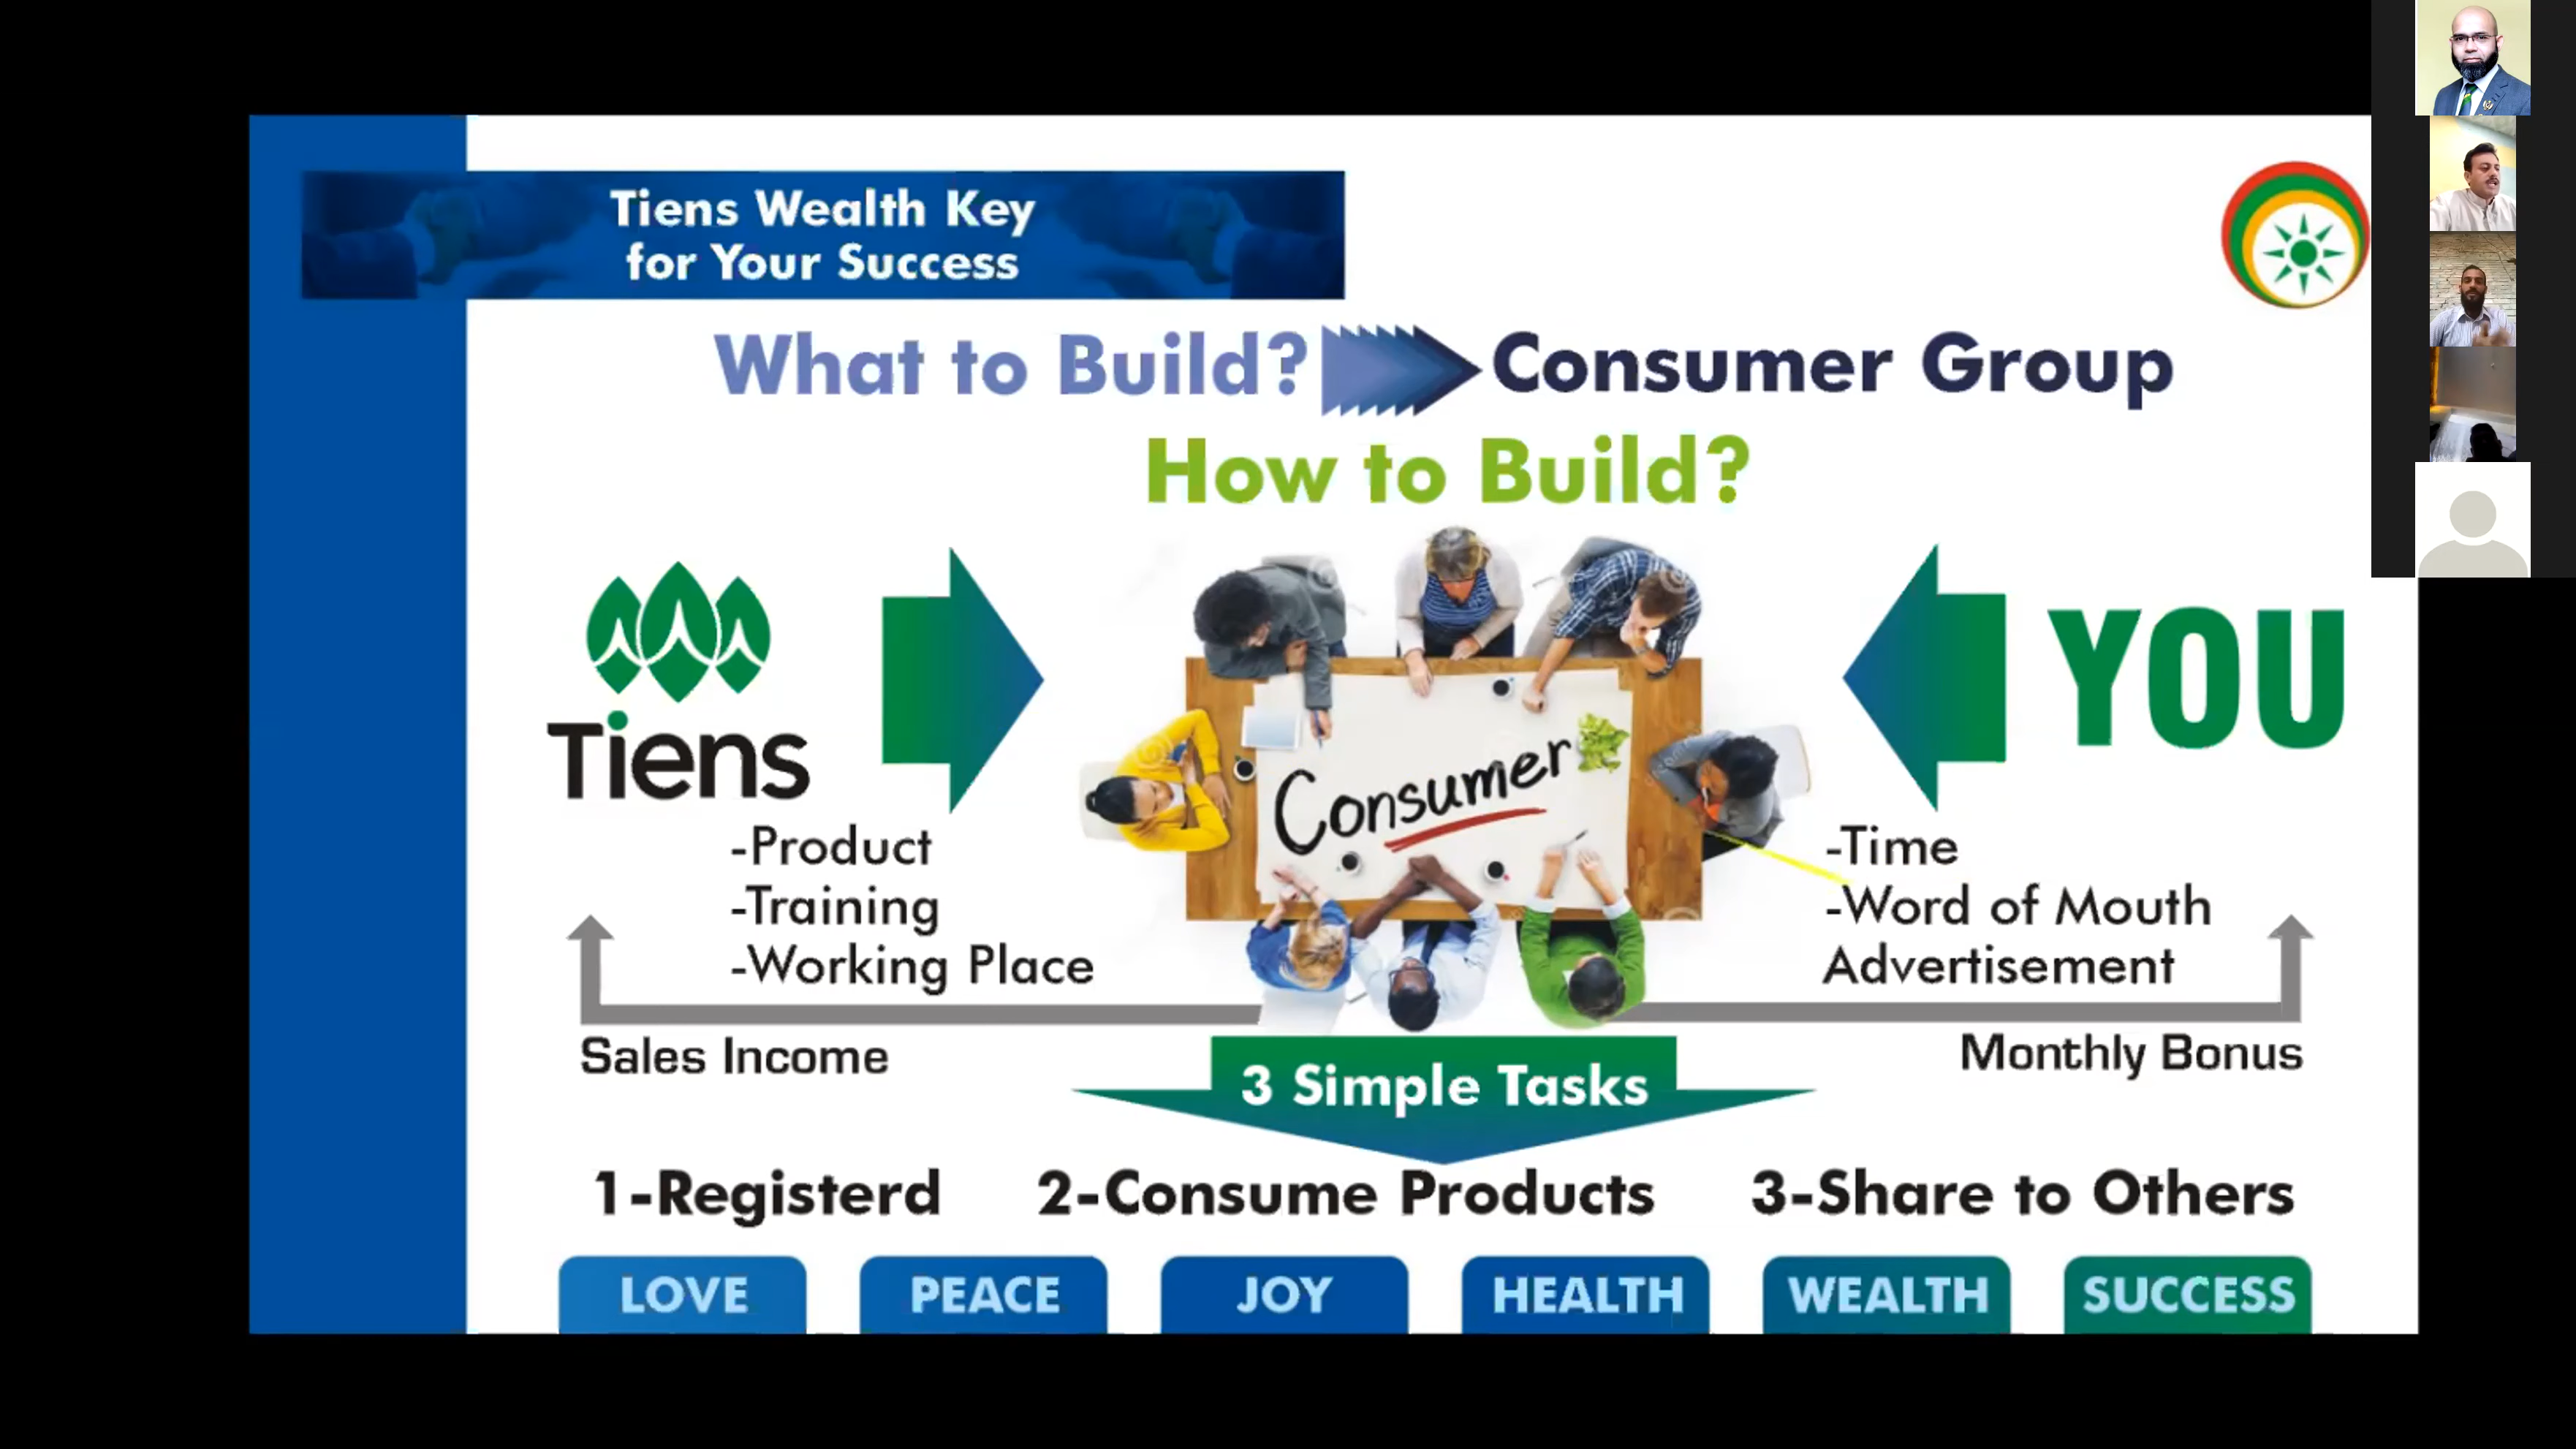 Tiens Wealth Key
for Your Success
What to Build? Consumer Group
How to Build?
Tiens
-Product
-Training
-Working Place
Sales Income
Consumer
YOU
-Time
-Word of Mouth
Advertisement
Monthly Bonus
3 Simple Tasks
1-Registerd 2-Consume Products 3-Share to Others
LOVE PEACE JOY HEALTH WEALTH SUCCESS